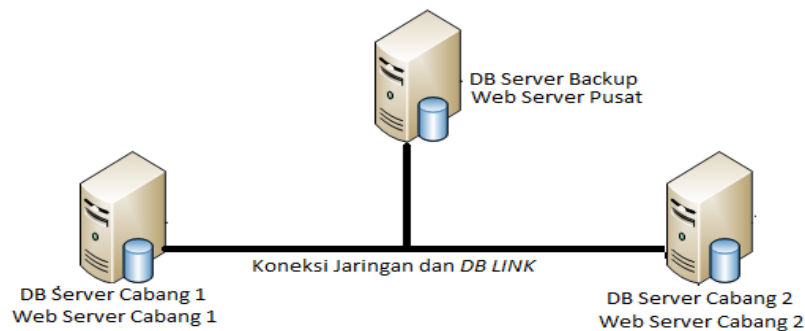 DB Server Backup
Web Server Pusat
Koneksi Jaringan dan DB LINK
DB Server Cabang 1
Web Server Cabang 1
DB Server Cabang 2
Web Server Cabang 2